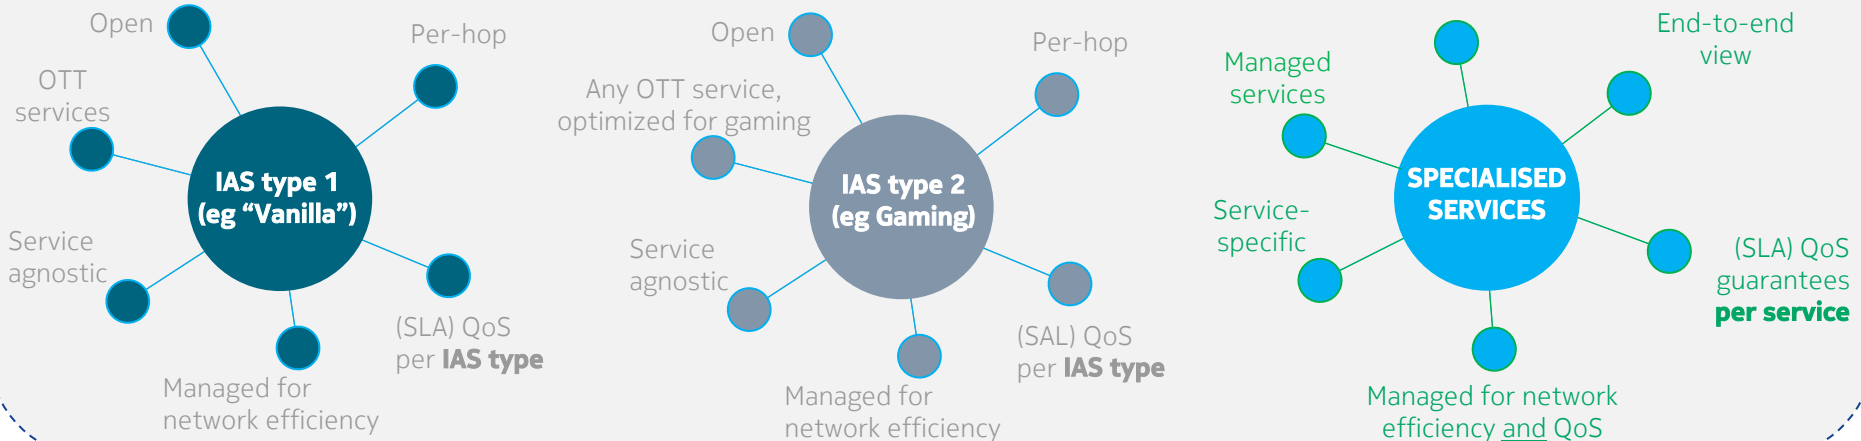 Open
Per-hop
OTT
services
IAS type 1
(eg “Vanilla”)
Service
agnostic
(SLA) QoS
per IAS type
Managed for
network efficiency
Open
Per-hop
Any OTT service,
optimized for gaming
IAS type 2
(eg Gaming)
Service
agnostic
(SAL) QoS
per IAS type
Managed for
network efficiency
End-to-end
view
Managed
services
SPECIALISED
SERVICES
Service-
specific
(SLA) QoS
guarantees
per service
Managed for network
efficiency and QoS